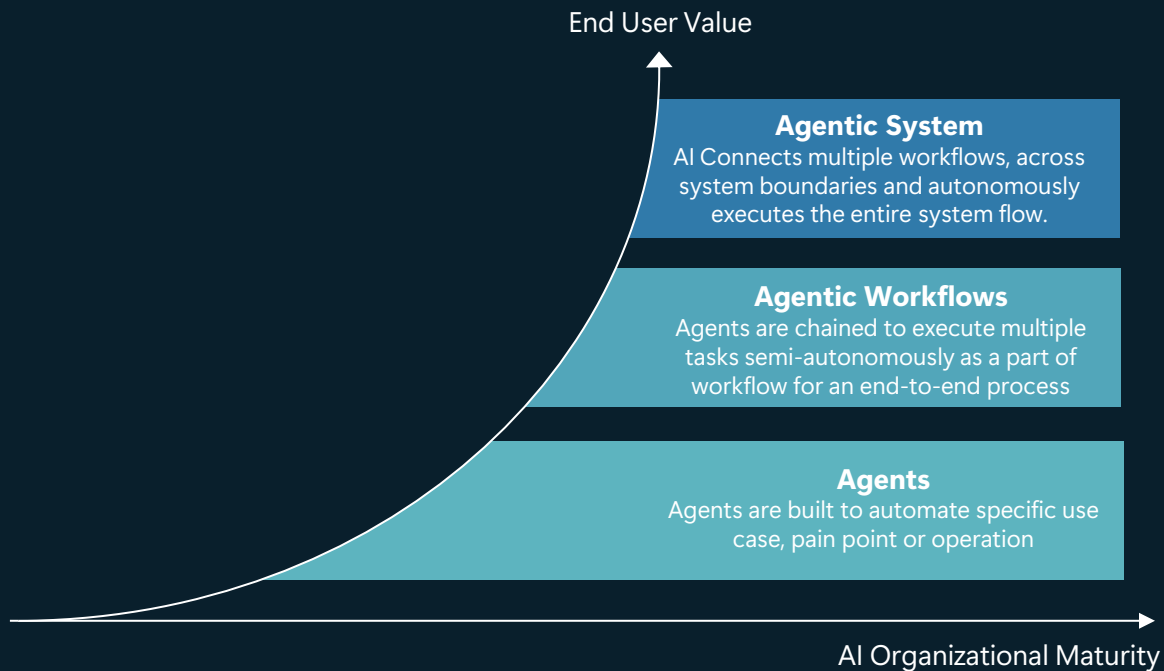 End User Value
Agentic System
AI Connects multiple workflows, across
system boundaries and autonomously
executes the entire system flow.
Agentic Workflows
Agents are chained to execute multiple
tasks semi-autonomously as a part of
workflow for an end-to-end process
Agents
Agents are built to automate specific use
case, pain point or operation
AI Organizational Maturity